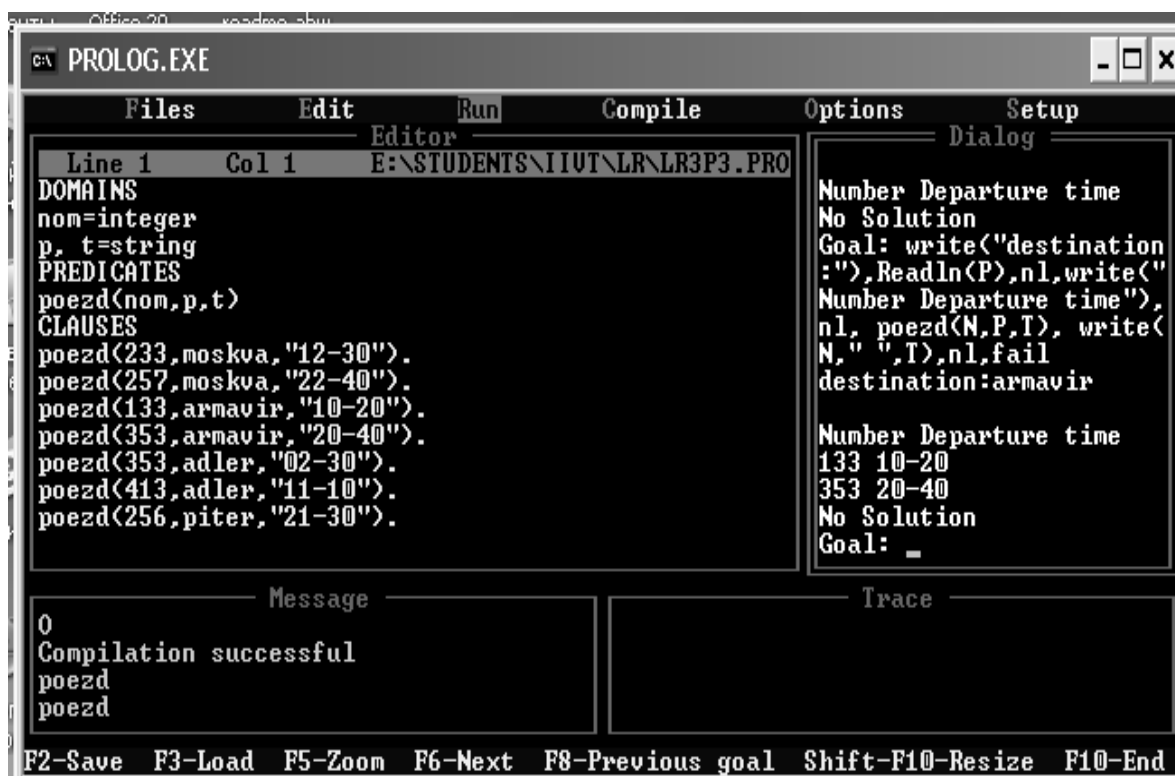 Office 20
PROLOG.EXE
Files Edit Run Compile Options Setup
Editor
Line 1 Col 1 E:\STUDENTS\IIVT\LR\LR3P3.PRO
DOMAINS
nom=integer
p, t=string
PREDICATES
poezd(nom,p,t)
CLAUSES
poezd(233,moskva,"12-30").
poezd(257,moskva,"22-40").
poezd(133,armavir,"10-20").
poezd(353,armavir,"20-40").
poezd(353,adler,"02-30").
poezd(413,adler,"11-10").
poezd(256,piter,"21-30").
Dialog
Number Departure time
No Solution
Goal: write("destination
:"),Readln(P),nl,write("
Number Departure time"),
nl, poezd(N,P,T), write(
N," ",T),nl,fail
destination:armavir
Number Departure time
133 10-20
353 20-40
No Solution
Goal: _
Message
O
Compilation successful
poezd
poezd
Trace
F2-Save F3-Load F5-Zoom F6-Next F8-Previous goal Shift-F10-Resize F10-End